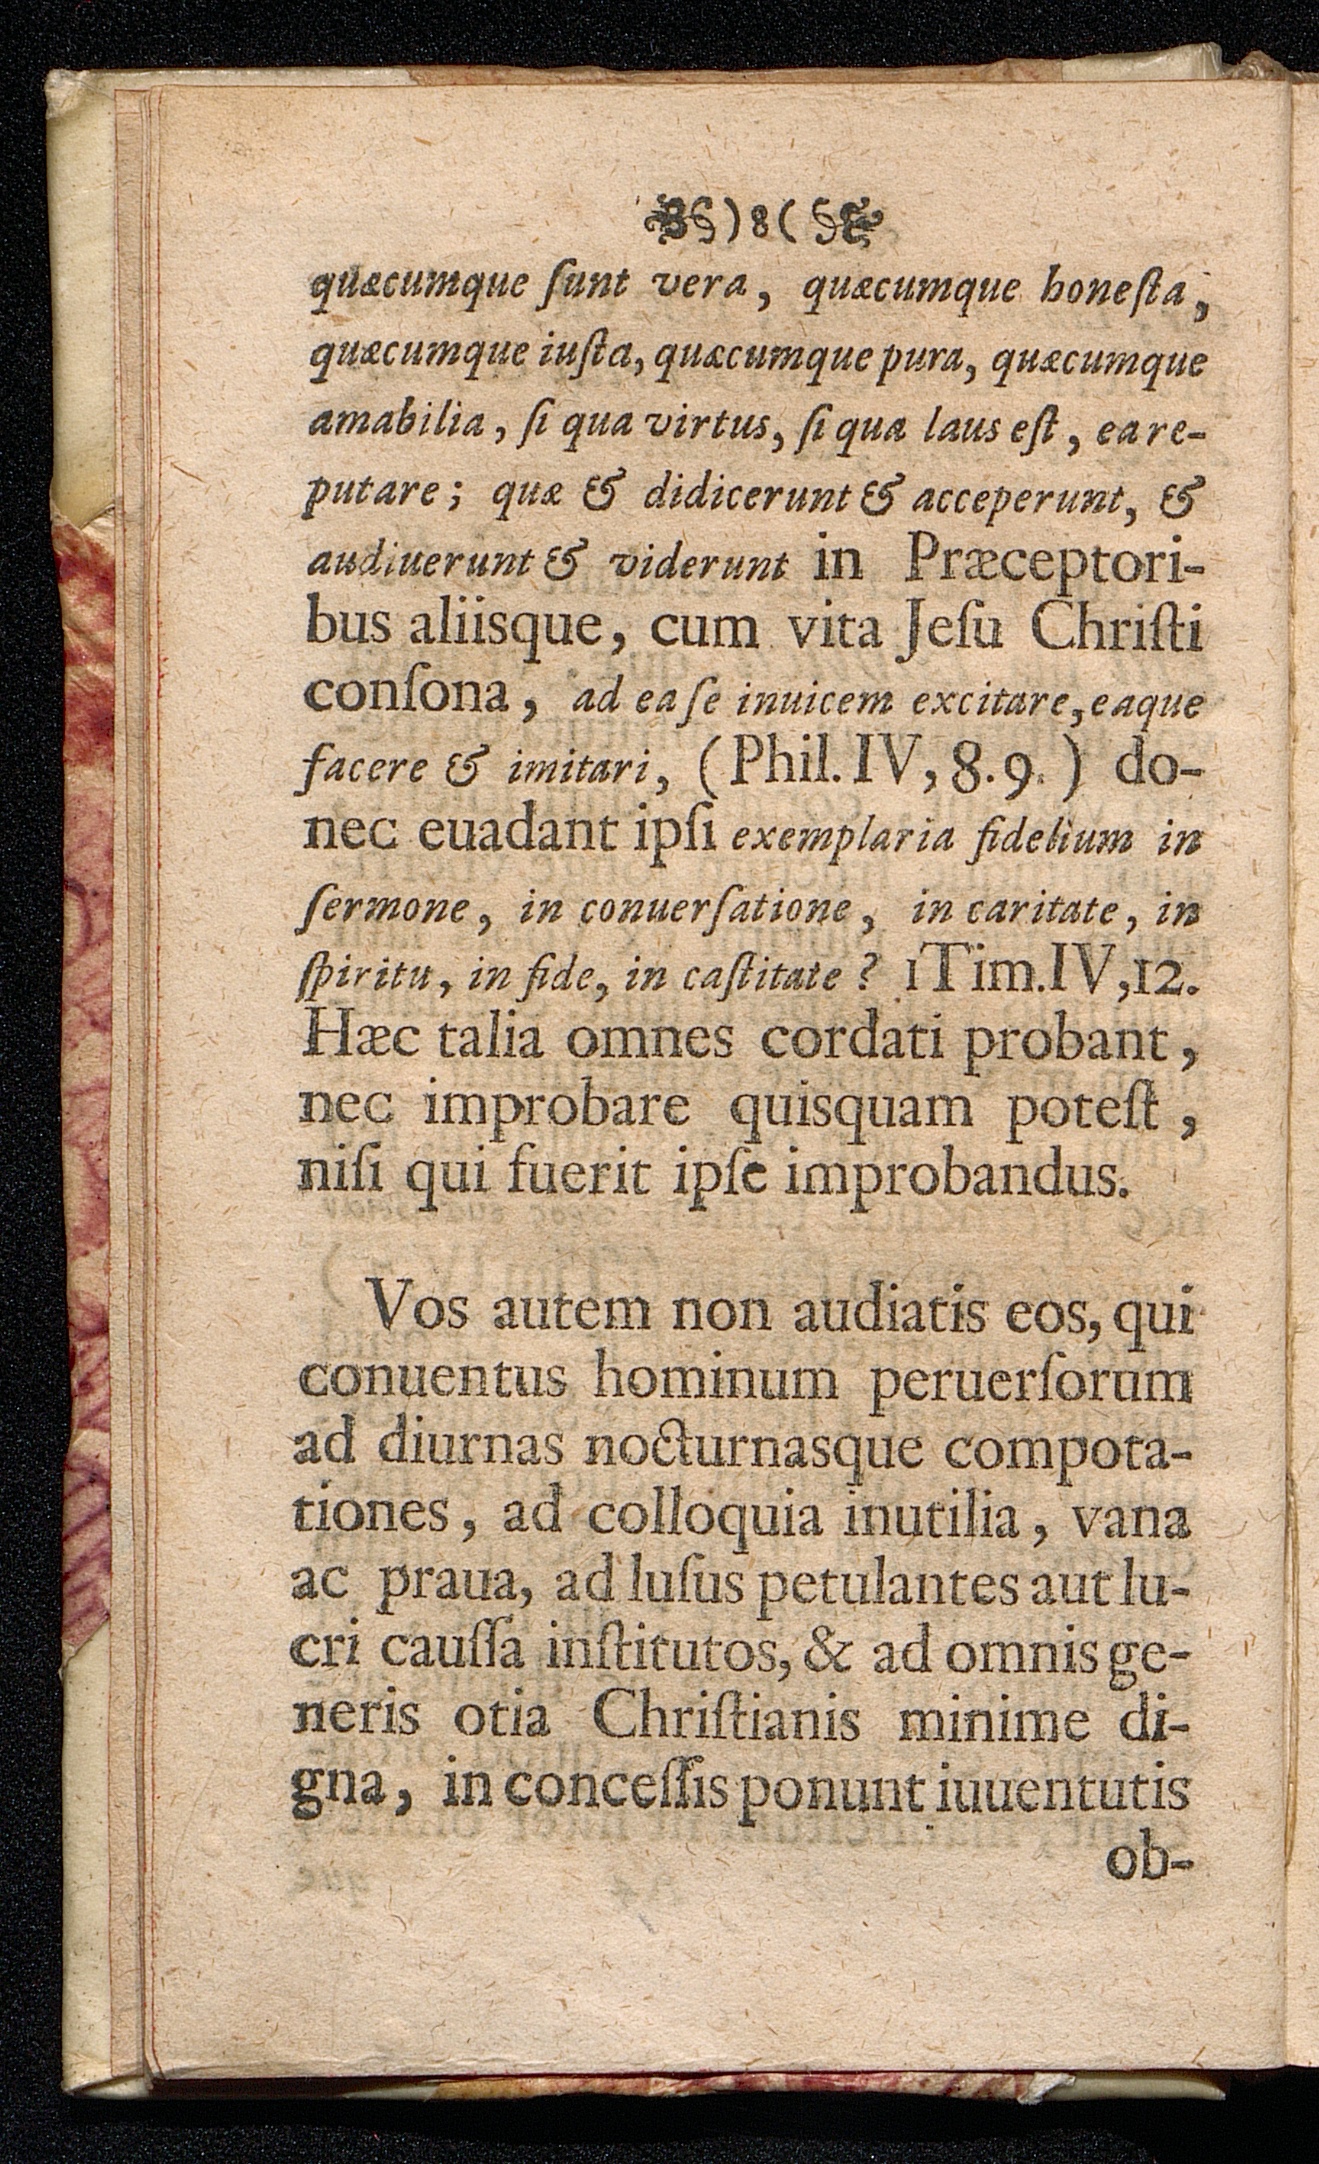 )8(
quæcumque ſunt vera, quæcumque honeſta,
quæcumque iuſta, quæcumque pura, quæcumque
amabilia, ſi qua virtus, ſi qua laus eſt, ea re-
putare; quæ & didicerunt & acceperunt, &
audiuerunt & viderunt in Præceptori-
bus aliisque, cum vita Jeſu Chriſti
conſona, ad ea ſe inuicem excitare, eaque
facere & imitari, (Phil. IV, 8. 9.) do-
nec euadant ipſi exemplaria fidelium in
ſermone, in conuerſatione, in caritate, in
ſpiritu, in fide, in caſtitate? 1 Tim. IV, 12.
Hæc talia omnes cordati probant,
nec improbare quisquam poteſt,
niſi qui fuerit ipſe improbandus.
Vos autem non audiatis eos, qui
conuentus hominum peruerſorum
ad diurnas nocturnasque compota-
tiones, ad colloquia inutilia, vana
ac praua, ad luſus petulantes aut lu-
cri cauſſa inſtitutos, & ad omnis ge-
neris otia Chriſtianis minime di-
gna, in conceſſis ponunt iuuentutis
ob-